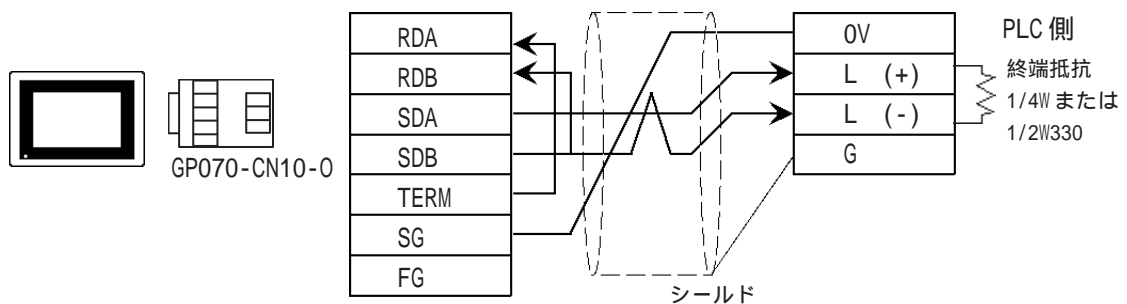 GP070-CN10-O
RDA
RDB
SDA
SDB
TERM
SG
FG
シールド
0V
L (+)
L (-)
G
PLC 側
終端抵抗
1/4W または
1/2W330